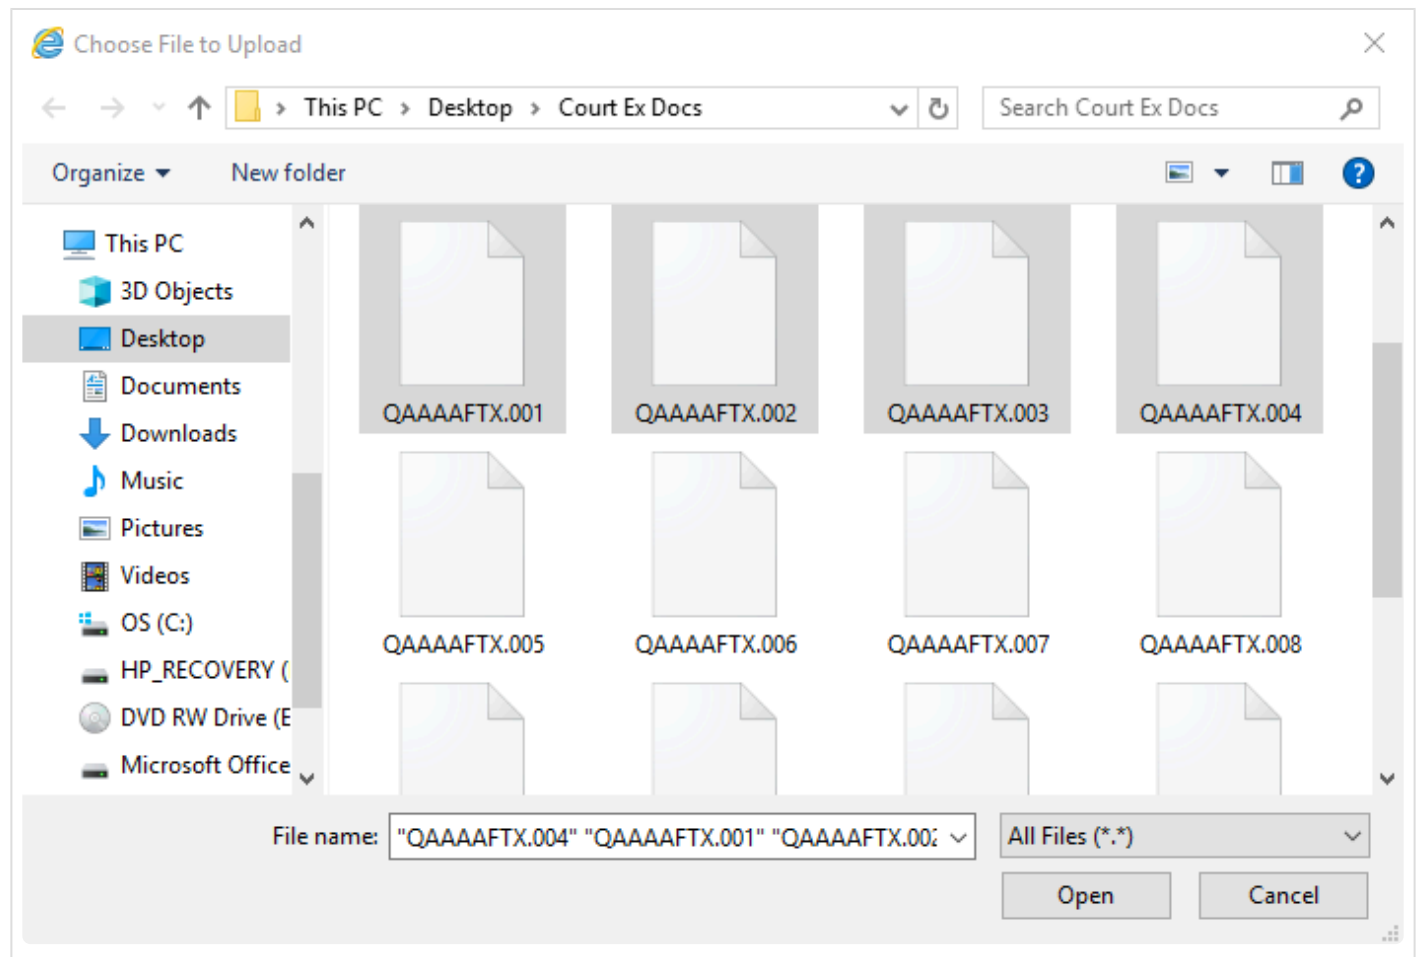 Choose File to Upload
This PC > Desktop > Court Ex Docs
Search Court Ex Docs
Organize
New folder
?
This PC
3D Objects
Desktop
Documents
Downloads
Music
Pictures
Videos
OS (C:)
HP_RECOVERY (
DVD RW Drive (E
Microsoft Office
QAAAAFTX.001 QAAAAFTX.002 QAAAAFTX.003 QAAAAFTX.004
QAAAAFTX.005 QAAAAFTX.006 QAAAAFTX.007 QAAAAFTX.008
File name: "QAAAAFTX.004" "QAAAAFTX.001" "QAAAAFTX.002
All Files (*.*)
Open
Cancel